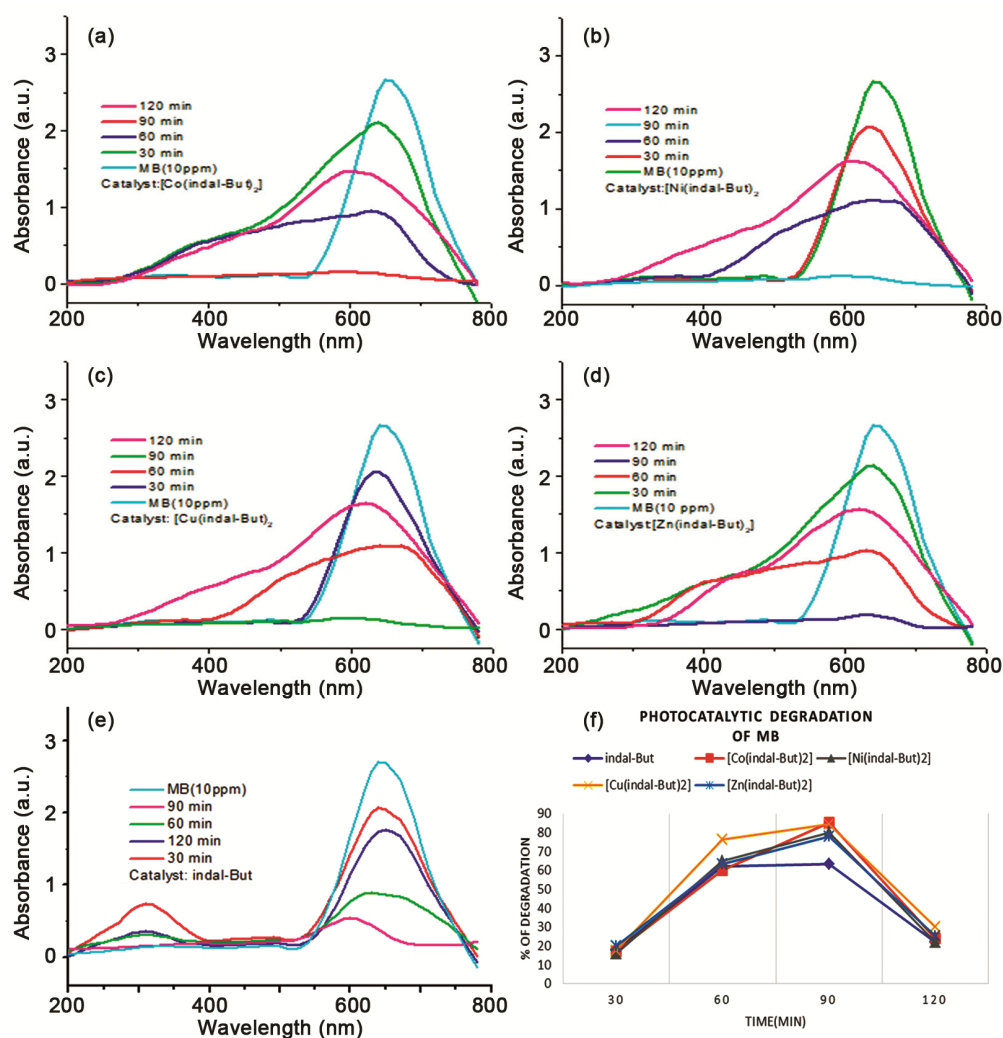 (a)
3
2
1
0
Absorbance (a.u.)
120 min
90 min
60 min
30 min
MB(10ppm)
Catalyst:[Co(indal-But)2]
200 400 600 800
Wavelength (nm)
(b)
3
2
1
0
Absorbance (a.u.)
120 min
90 min
60 min
30 min
MB(10ppm)
Catalyst:[Ni(indal-But)2
200 400 600 800
Wavelength (nm)
(c)
3
2
1
0
Absorbance (a.u.)
120 min
90 min
60 min
30 min
MB(10ppm)
Catalyst: [Cu(indal-But)2
200 400 600 800
Wavelength (nm)
(d)
3
2
1
0
Absorbance (a.u.)
120 min
90 min
60 min
30 min
MB(10 ppm)
Catalyst:[Zn(indal-But)2]
200 400 600 800
Wavelength (nm)
(e)
3
2
1
0
Absorbance (a.u.)
MB(10ppm)
90 min
60 min
120 min
30 min
Catalyst: indal-But
200 300 400 500 600 700 800
Wavelength (nm)
(f)
PHOTOCATALYTIC DEGRADATION
OF MB
indal-But [Co(indal-But)2] [Ni(indal-But)2]
[Cu(indal-But)2] [Zn(indal-But)2]
90
80
70
60
50
40
30
20
10
0
% OF DEGRADATION
30 60 90 120
TIME(MIN)